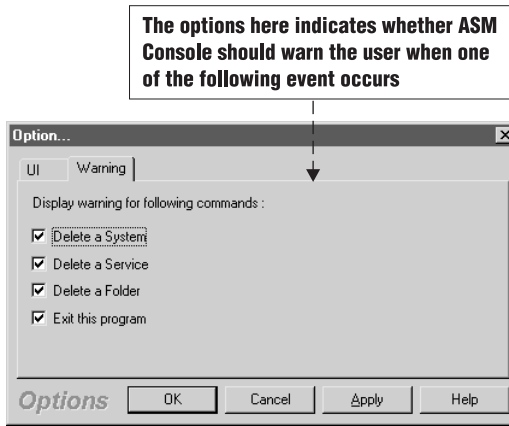 The options here indicates whether ASM
Console should warn the user when one
of the following event occurs
Option...
UI Warning
Display warning for following commands :
Delete a System
Delete a Service
Delete a Folder
Exit this program
Options OK Cancel Apply Help